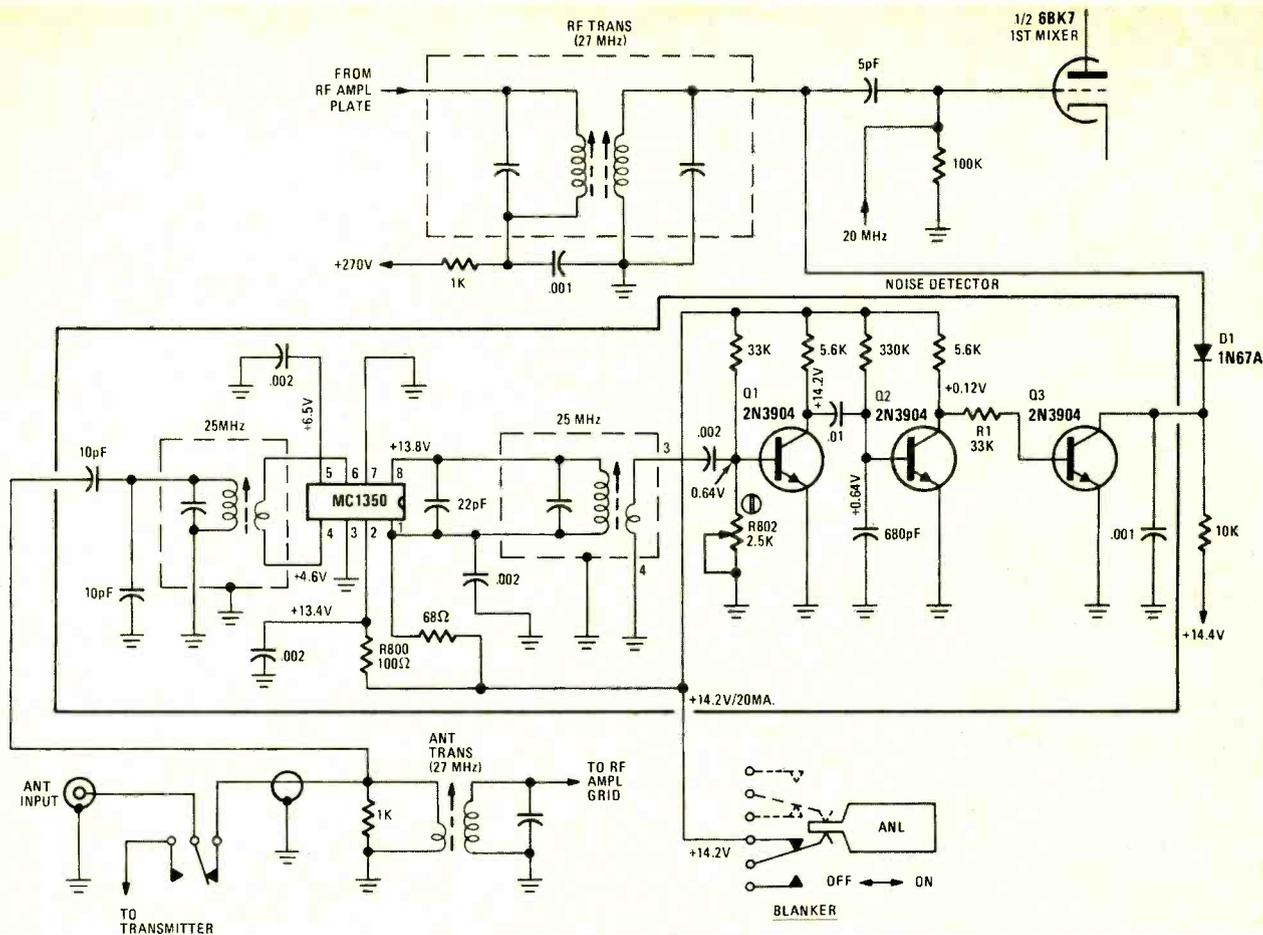 RF TRANS
(27 MHz)
1/2 6BK7
1ST MIXER
FROM
RF AMPL
PLATE
5pF
100K
20 MHz
+270V
1K
.001
NOISE DETECTOR
D1
1N67A
.002
+6.5V
33K
5.6K
330K
5.6K
+14.2V
+0.12V
Q1
2N3904
Q2
2N3904
Q3
2N3904
.01
R1
33K
25MHz
10pF
+13.8V
25 MHz
3
.002
5
6
7
8
MC1350
22pF
0.64V
+0.64V
4
3
2
1
R802
2.5K
680pF
.001
10K
10pF
+4.6V
.002
4
+13.4V
68Ω
.002
R800
100Ω
+14.4V
+14.2V/20MA.
ANT
TRANS
(27 MHz)
TO RF
AMPL
GRID
ANT
INPUT
1K
ANL
+14.2V
OFF
ON
TO
TRANSMITTER
BLANKER